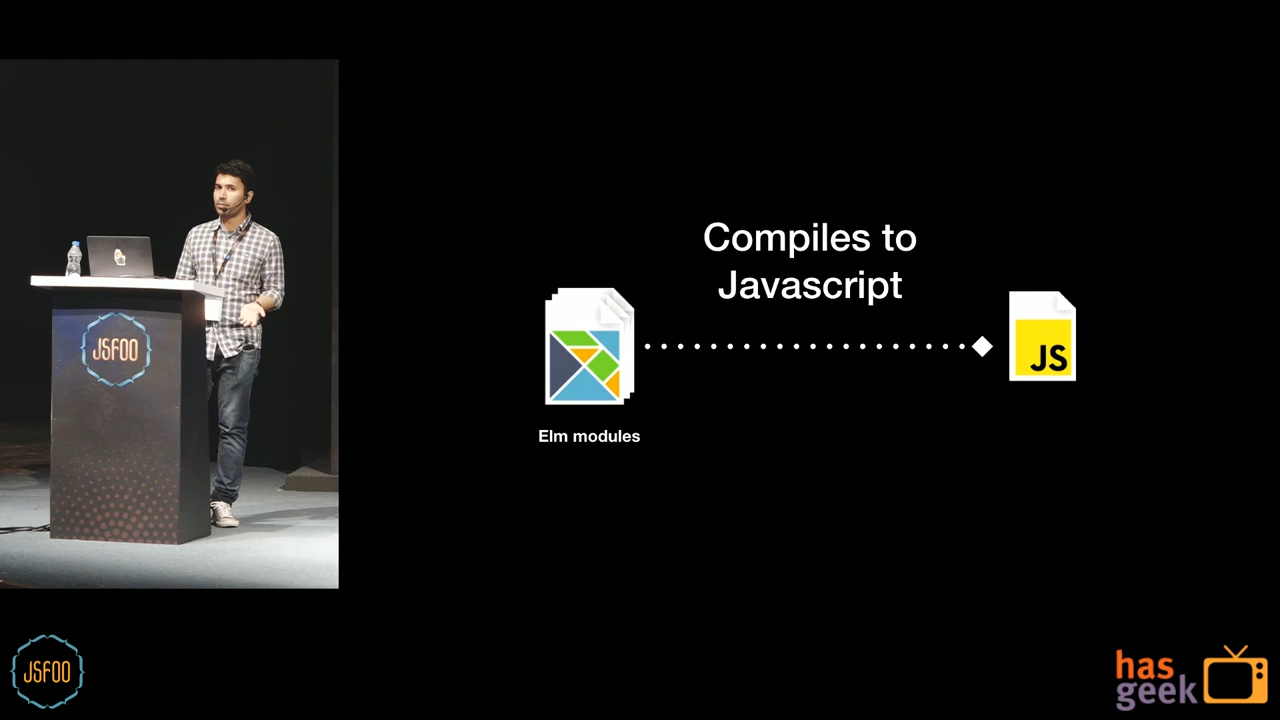 Compiles to
Javascript
JS
Elm modules
JSFOO
JSFOO
has
geek